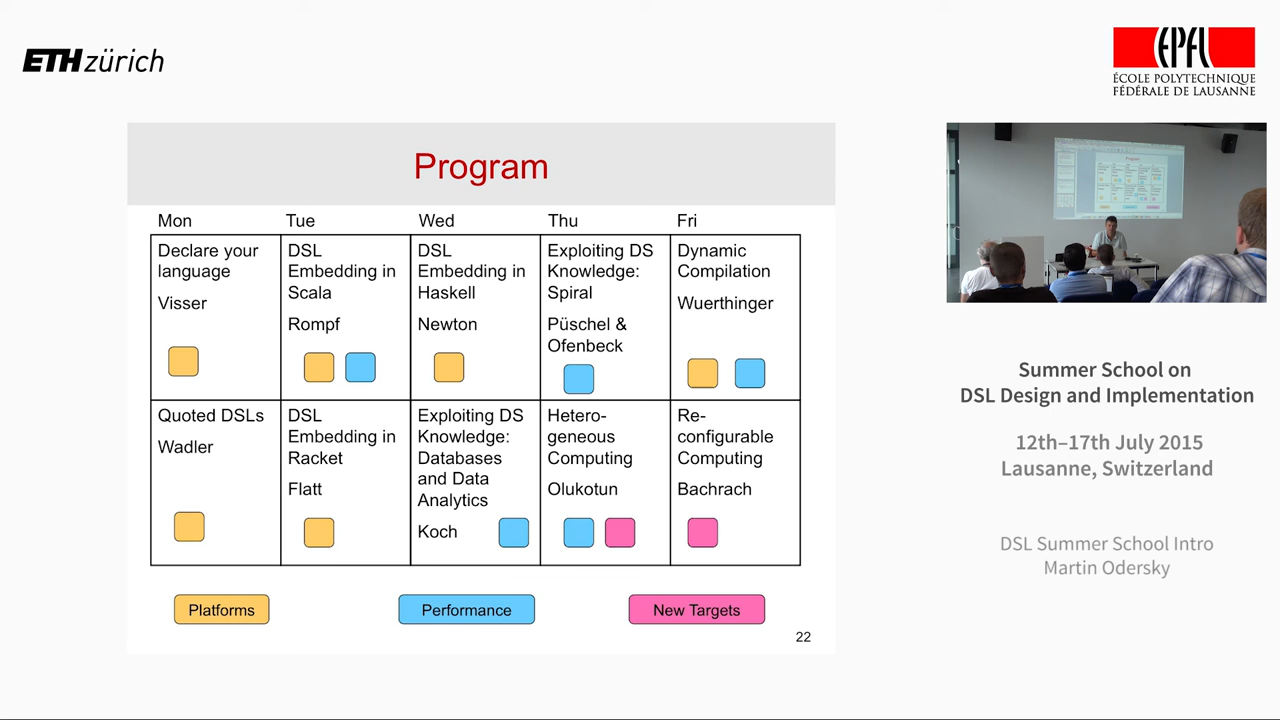 ETH zürich
EPFL
ÉCOLE POLYTECHNIQUE
FÉDÉRALE DE LAUSANNE
Program
Mon Tue Wed Thu Fri
Declare your
language
Visser
DSL
Embedding in
Scala
Rompf
DSL
Embedding in
Haskell
Newton
Exploiting DS
Knowledge:
Spiral
Püschel &
Ofenbeck
Dynamic
Compilation
Wuerthinger
Quoted DSLs
Wadler
DSL
Embedding in
Racket
Flatt
Exploiting DS
Knowledge:
Databases
and Data
Analytics
Koch
Hetero-
geneous
Computing
Olukotun
Re-
configurable
Computing
Bachrach
Platforms
Performance
New Targets
22
Summer School on
DSL Design and Implementation
12th–17th July 2015
Lausanne, Switzerland
DSL Summer School Intro
Martin Odersky